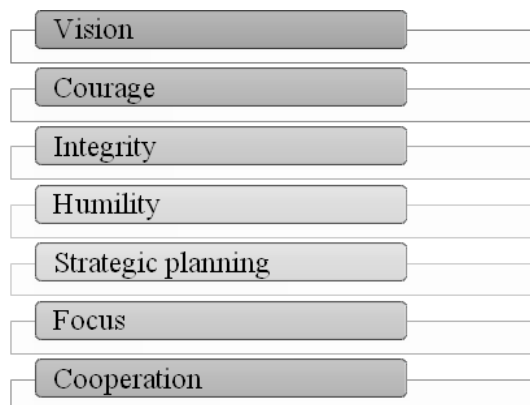 Vision
Courage
Integrity
Humility
Strategic planning
Focus
Cooperation